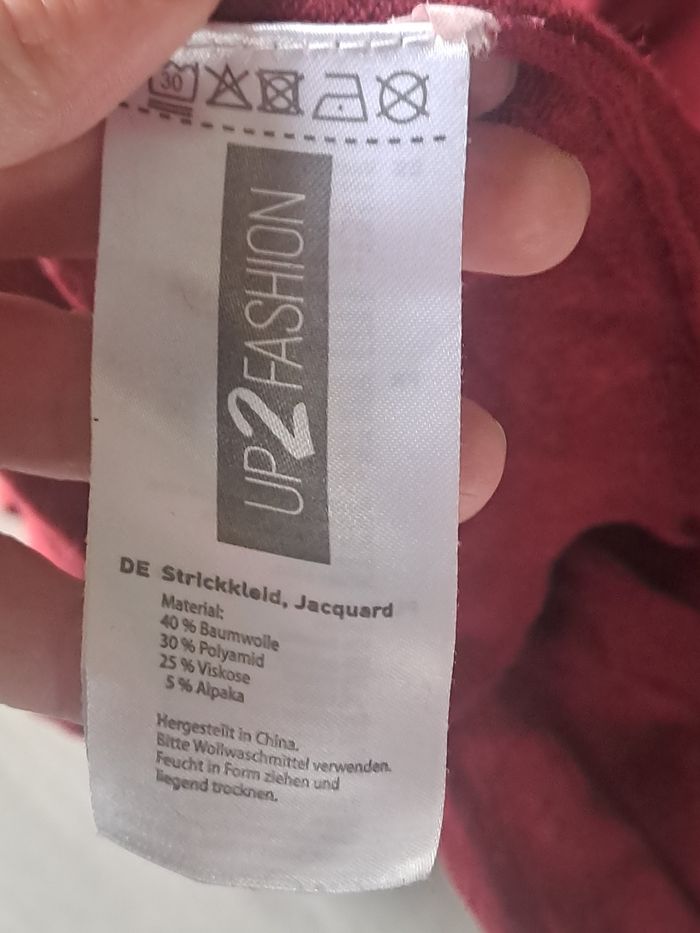 30
UP2FASHION
DE Strickkleid, Jacquard
Material:
40 % Baumwolle
30 % Polyamid
25 % Viskose
5 % Alpaka
Hergestellt in China.
Bitte Wollwaschmittel verwenden.
Feucht in Form ziehen und
liegend trocknen.